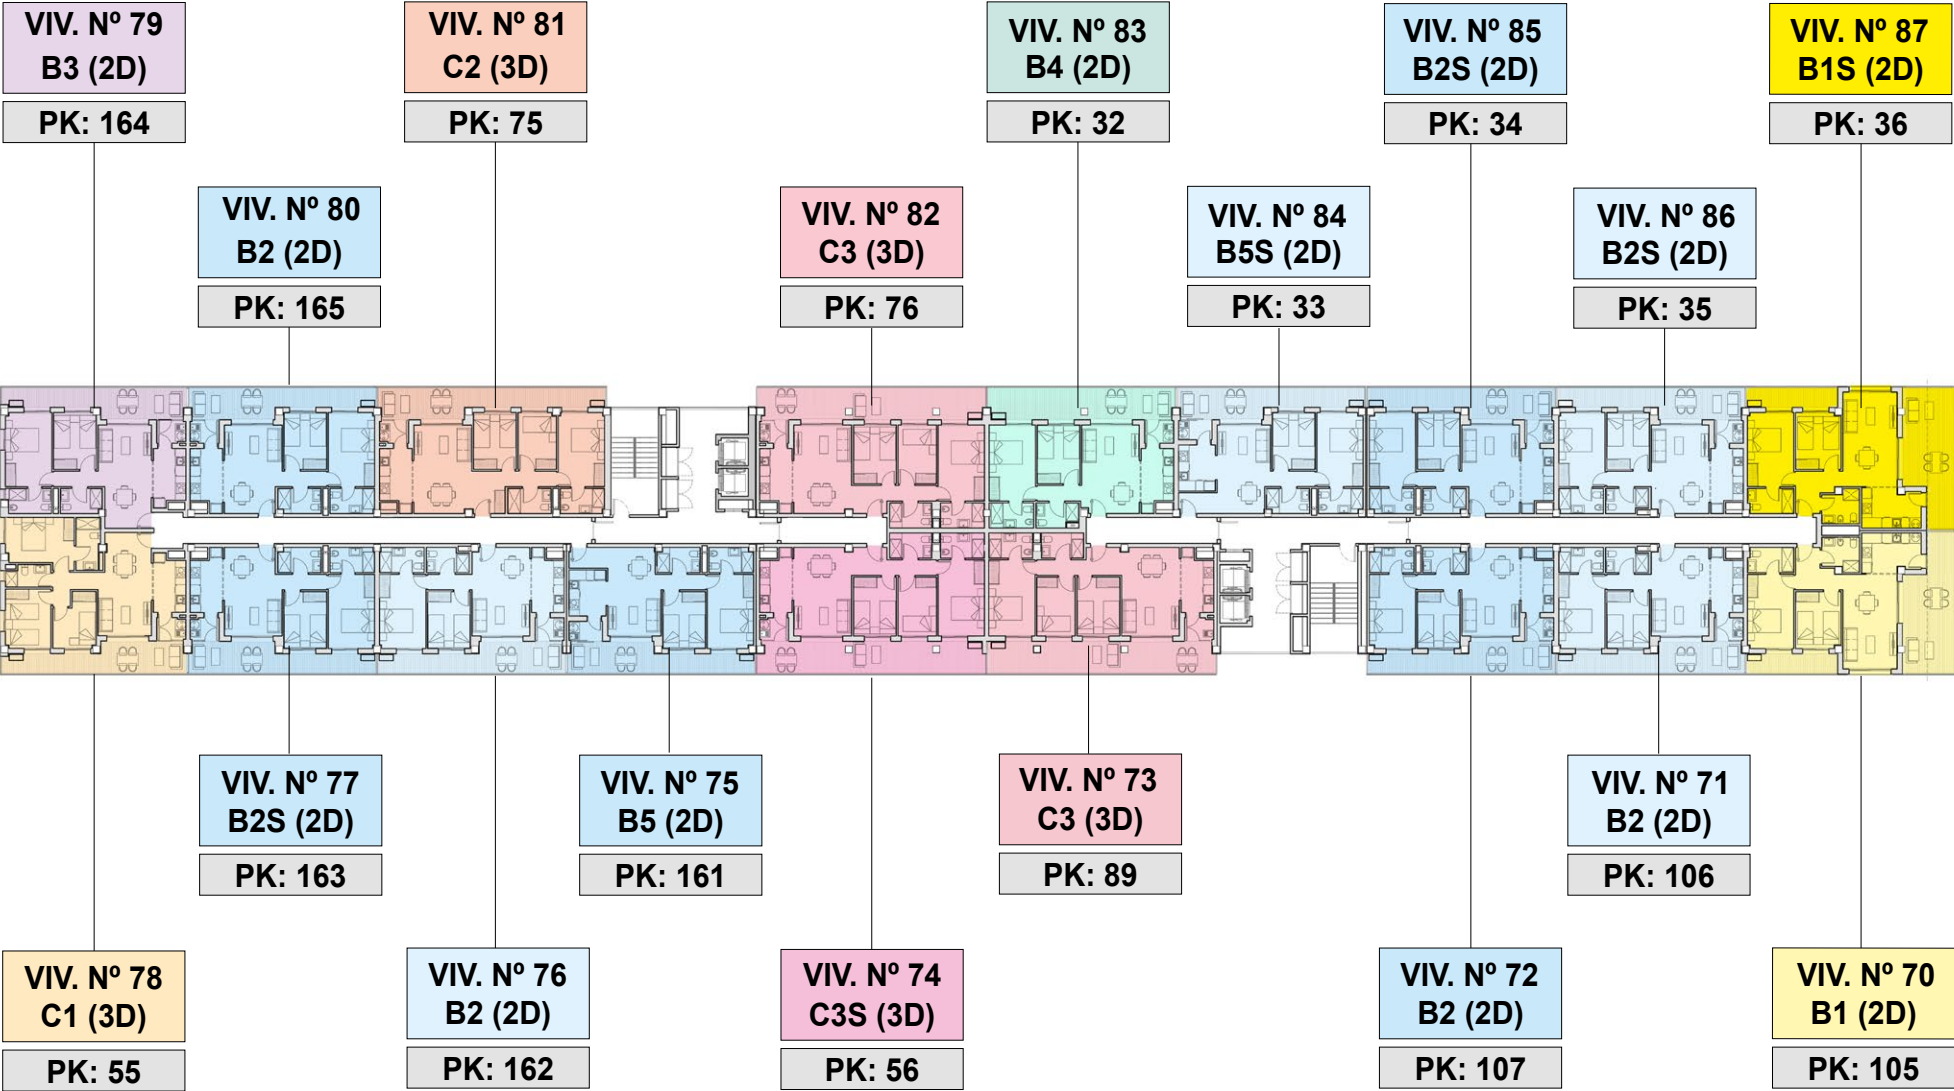 VIV. Nº 79
B3 (2D)
PK: 164
VIV. Nº 81
C2 (3D)
PK: 75
VIV. Nº 83
B4 (2D)
PK: 32
VIV. Nº 85
B2S (2D)
PK: 34
VIV. Nº 87
B1S (2D)
PK: 36
VIV. Nº 80
B2 (2D)
PK: 165
VIV. Nº 82
C3 (3D)
PK: 76
VIV. Nº 84
B5S (2D)
PK: 33
VIV. Nº 86
B2S (2D)
PK: 35
VIV. Nº 77
B2S (2D)
PK: 163
VIV. Nº 75
B5 (2D)
PK: 161
VIV. Nº 73
C3 (3D)
PK: 89
VIV. Nº 71
B2 (2D)
PK: 106
VIV. Nº 78
C1 (3D)
PK: 55
VIV. Nº 76
B2 (2D)
PK: 162
VIV. Nº 74
C3S (3D)
PK: 56
VIV. Nº 72
B2 (2D)
PK: 107
VIV. Nº 70
B1 (2D)
PK: 105